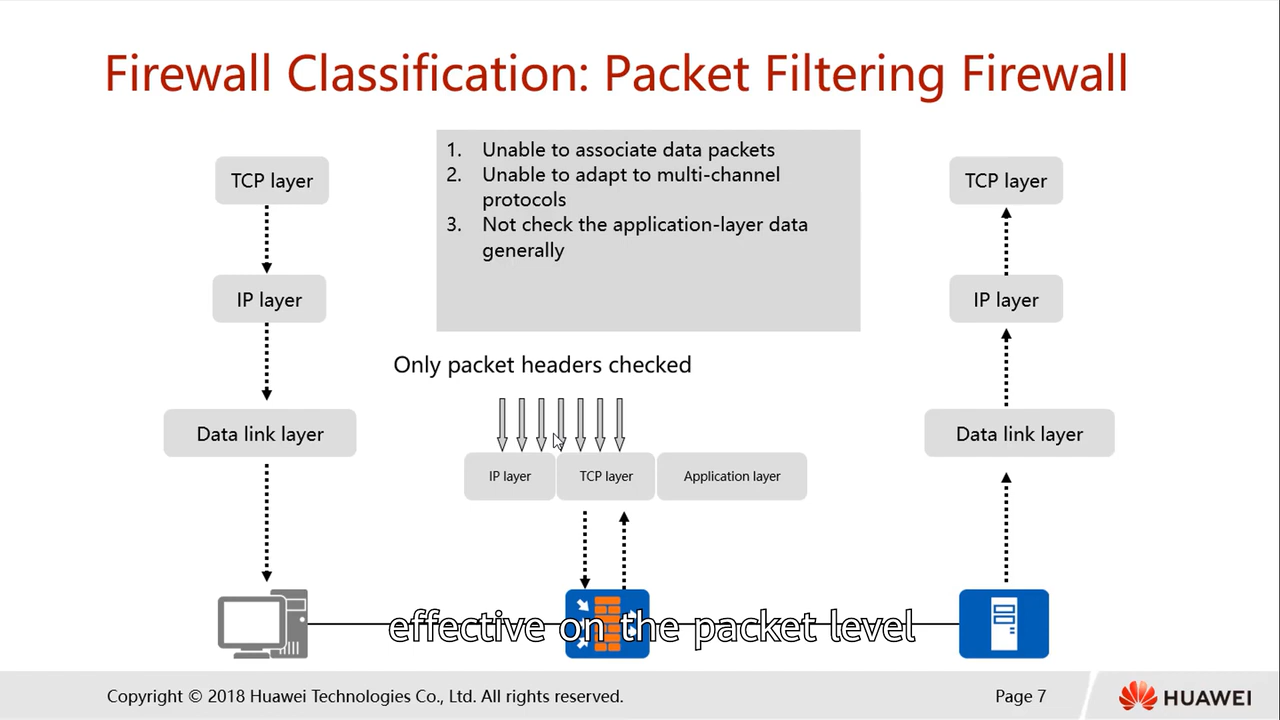 Firewall Classification: Packet Filtering Firewall
1. Unable to associate data packets
2. Unable to adapt to multi-channel
protocols
3. Not check the application-layer data
generally
TCP layer
IP layer
Data link layer
Only packet headers checked
IP layer
TCP layer
Application layer
TCP layer
IP layer
Data link layer
effective on the packet level
Copyright © 2018 Huawei Technologies Co., Ltd. All rights reserved.
Page 7
HUAWEI